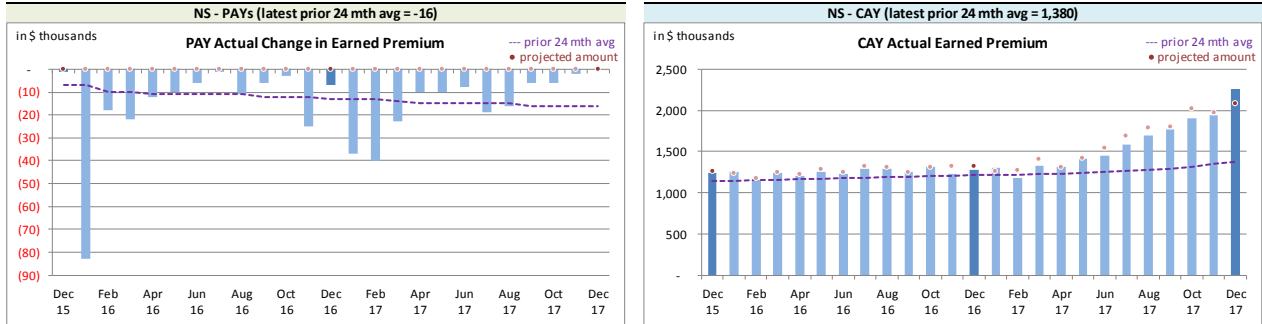 NS - PAYs (latest prior 24 mth avg = -16)
in $ thousands
PAY Actual Change in Earned Premium
--- prior 24 mth avg
• projected amount
-
(10)
(20)
(30)
(40)
(50)
(60)
(70)
(80)
(90)
Dec Feb Apr Jun Aug Oct Dec Feb Apr Jun Aug Oct Dec
15 16 16 16 16 16 16 17 17 17 17 17 17
NS - CAY (latest prior 24 mth avg = 1,380)
in $ thousands
CAY Actual Earned Premium
--- prior 24 mth avg
• projected amount
2,500
2,000
1,500
1,000
500
-
Dec Feb Apr Jun Aug Oct Dec Feb Apr Jun Aug Oct Dec
15 16 16 16 16 16 16 17 17 17 17 17 17